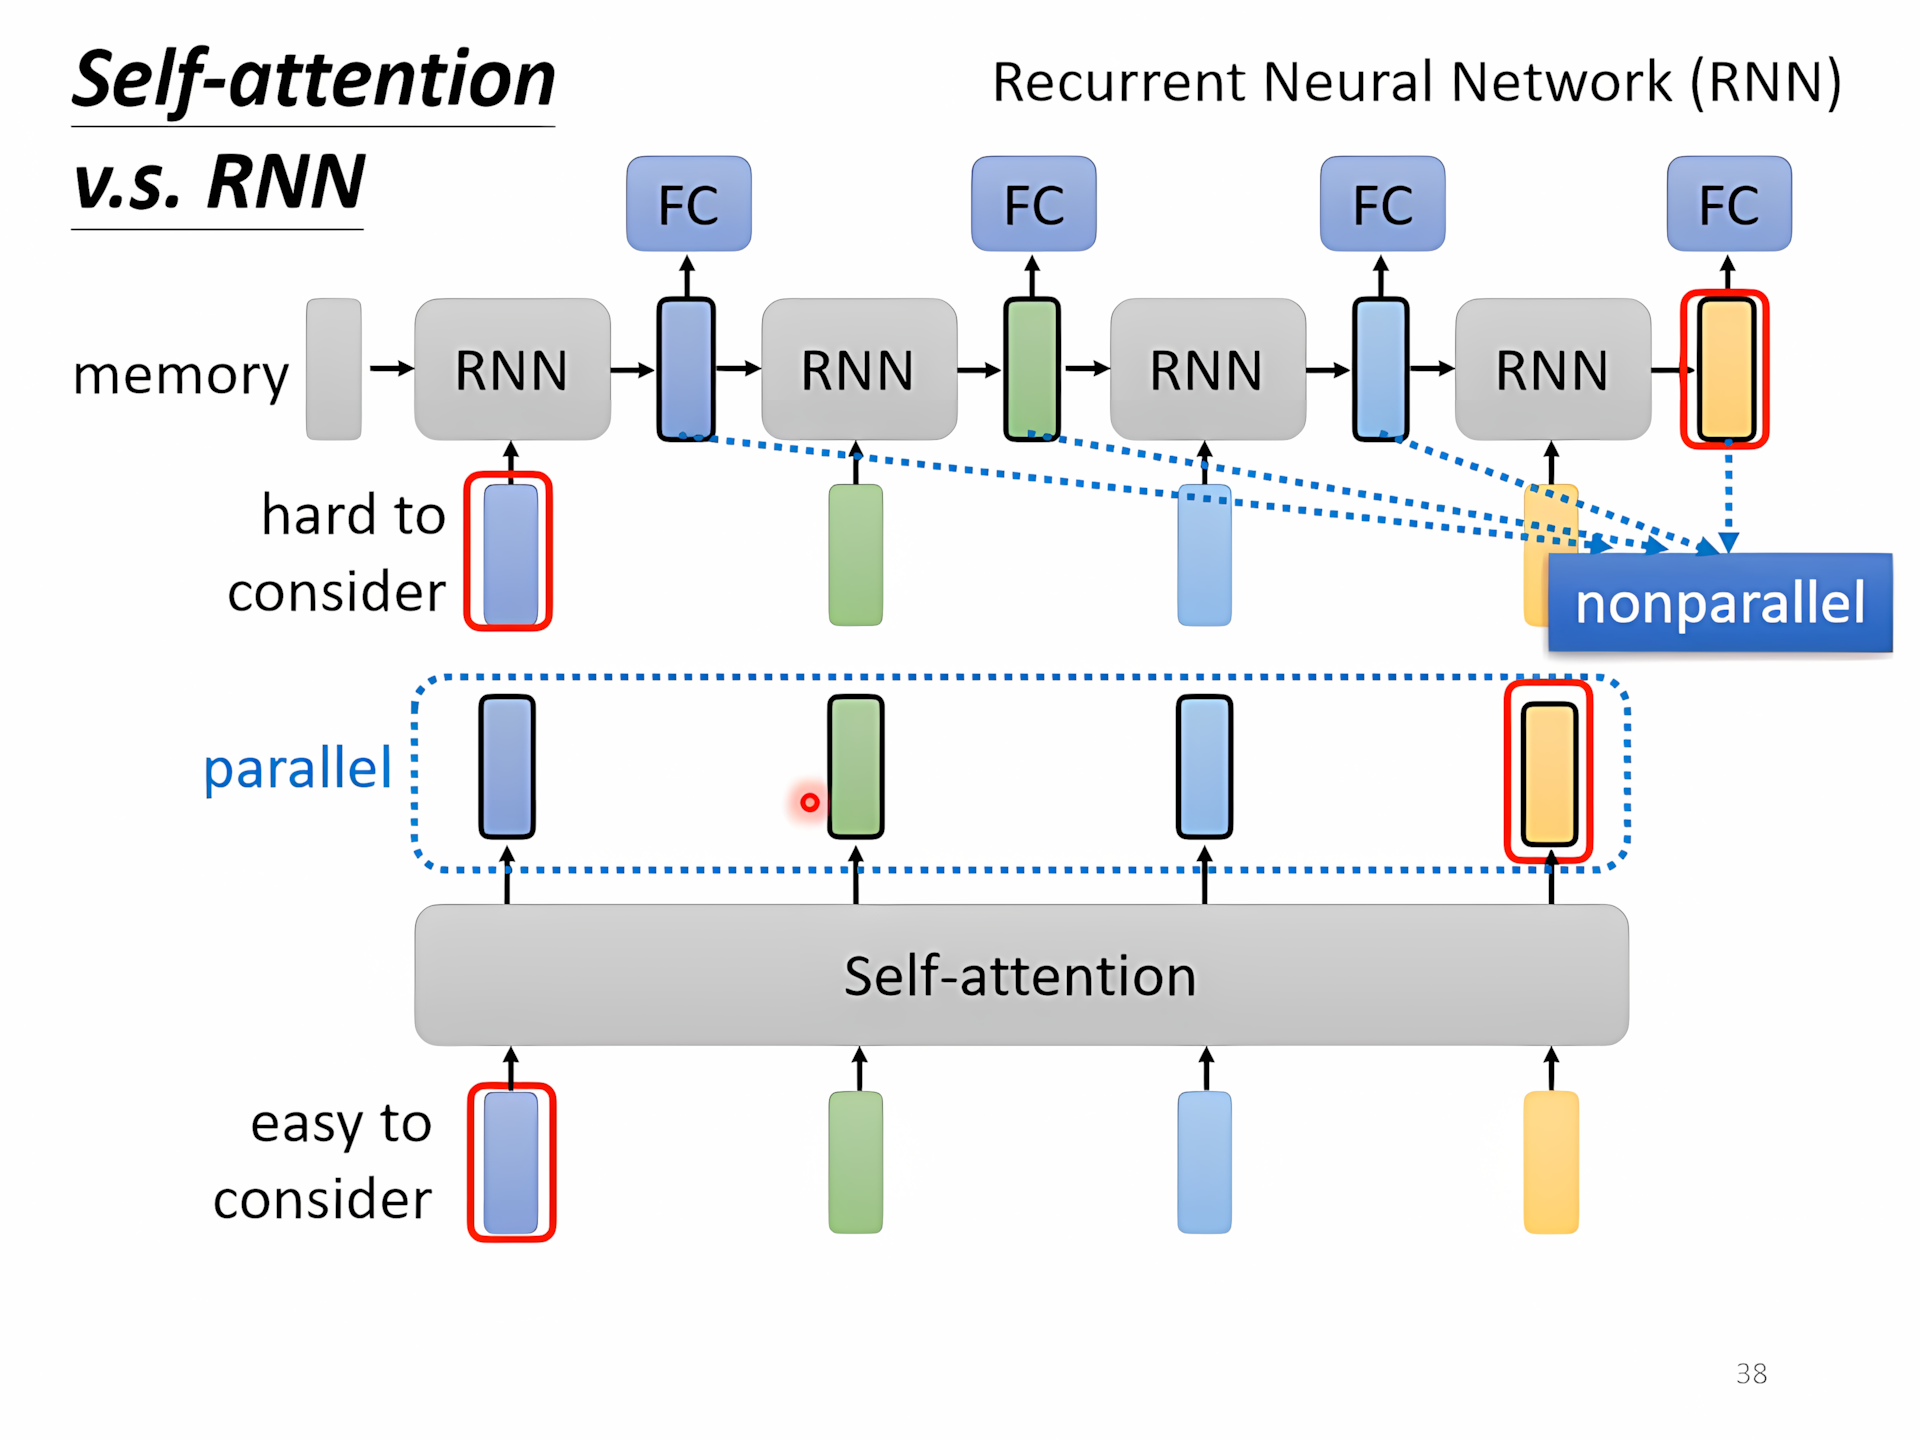 Self-attention
v.s. RNN
Recurrent Neural Network (RNN)
FC
FC
FC
FC
memory
RNN
RNN
RNN
RNN
hard to
consider
nonparallel
parallel
Self-attention
easy to
consider
38